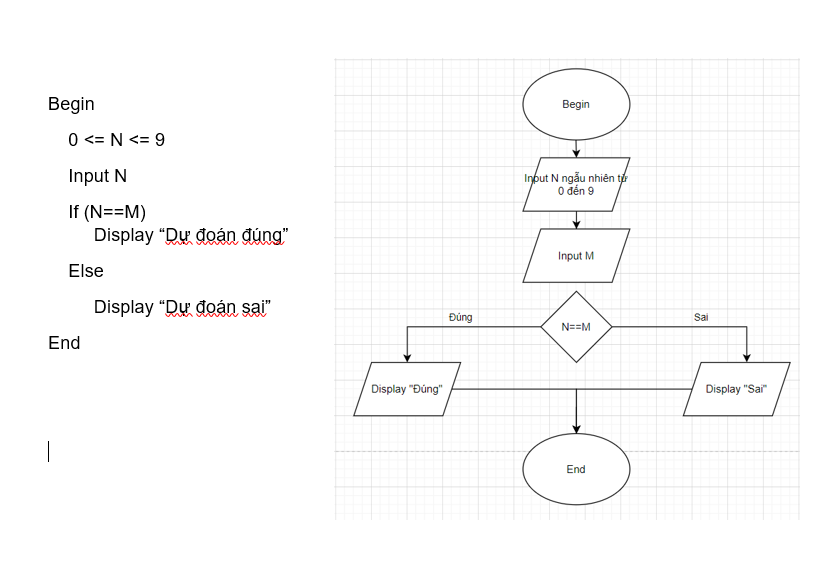 Begin
0 <= N <= 9
Input N
If (N==M)
Display “Dự đoán đúng”
Else
Display “Dự đoán sai”
End
Begin
Input N ngẫu nhiên từ
0 đến 9
Input M
Đúng
N==M
Sai
Display "Đúng"
Display "Sai"
End